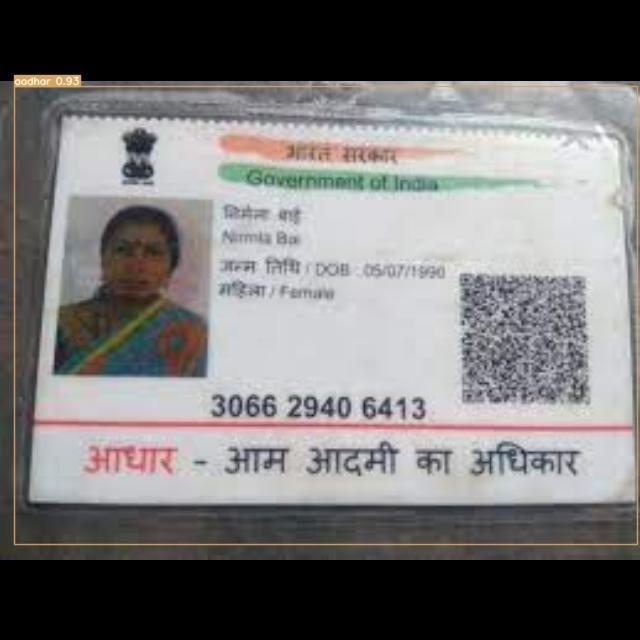 aadhar 0.93
भारत सरकार
Government of India
निर्मला बाई
Nirmla Bai
जन्म तिथि / DOB : 05/07/1990
महिला / Female
3066 2940 6413
आधार - आम आदमी का अधिकार